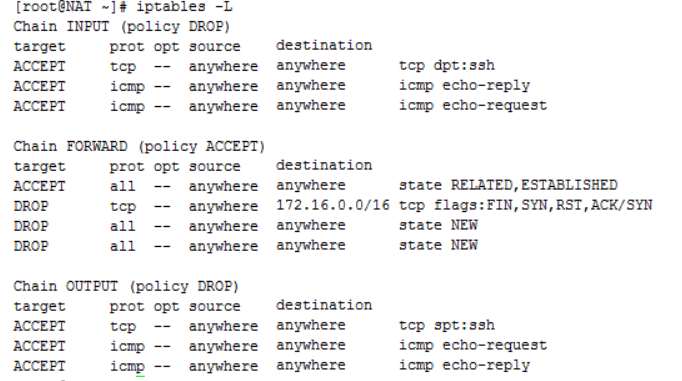 [root@NAT ~]# iptables -L
Chain INPUT (policy DROP)
target prot opt source destination
ACCEPT tcp -- anywhere anywhere tcp dpt:ssh
ACCEPT icmp -- anywhere anywhere icmp echo-reply
ACCEPT icmp -- anywhere anywhere icmp echo-request
Chain FORWARD (policy ACCEPT)
target prot opt source destination
ACCEPT all -- anywhere anywhere state RELATED,ESTABLISHED
DROP tcp -- anywhere 172.16.0.0/16 tcp flags:FIN,SYN,RST,ACK/SYN
DROP all -- anywhere anywhere state NEW
DROP all -- anywhere anywhere state NEW
Chain OUTPUT (policy DROP)
target prot opt source destination
ACCEPT tcp -- anywhere anywhere tcp spt:ssh
ACCEPT icmp -- anywhere anywhere icmp echo-request
ACCEPT icmp -- anywhere anywhere icmp echo-reply